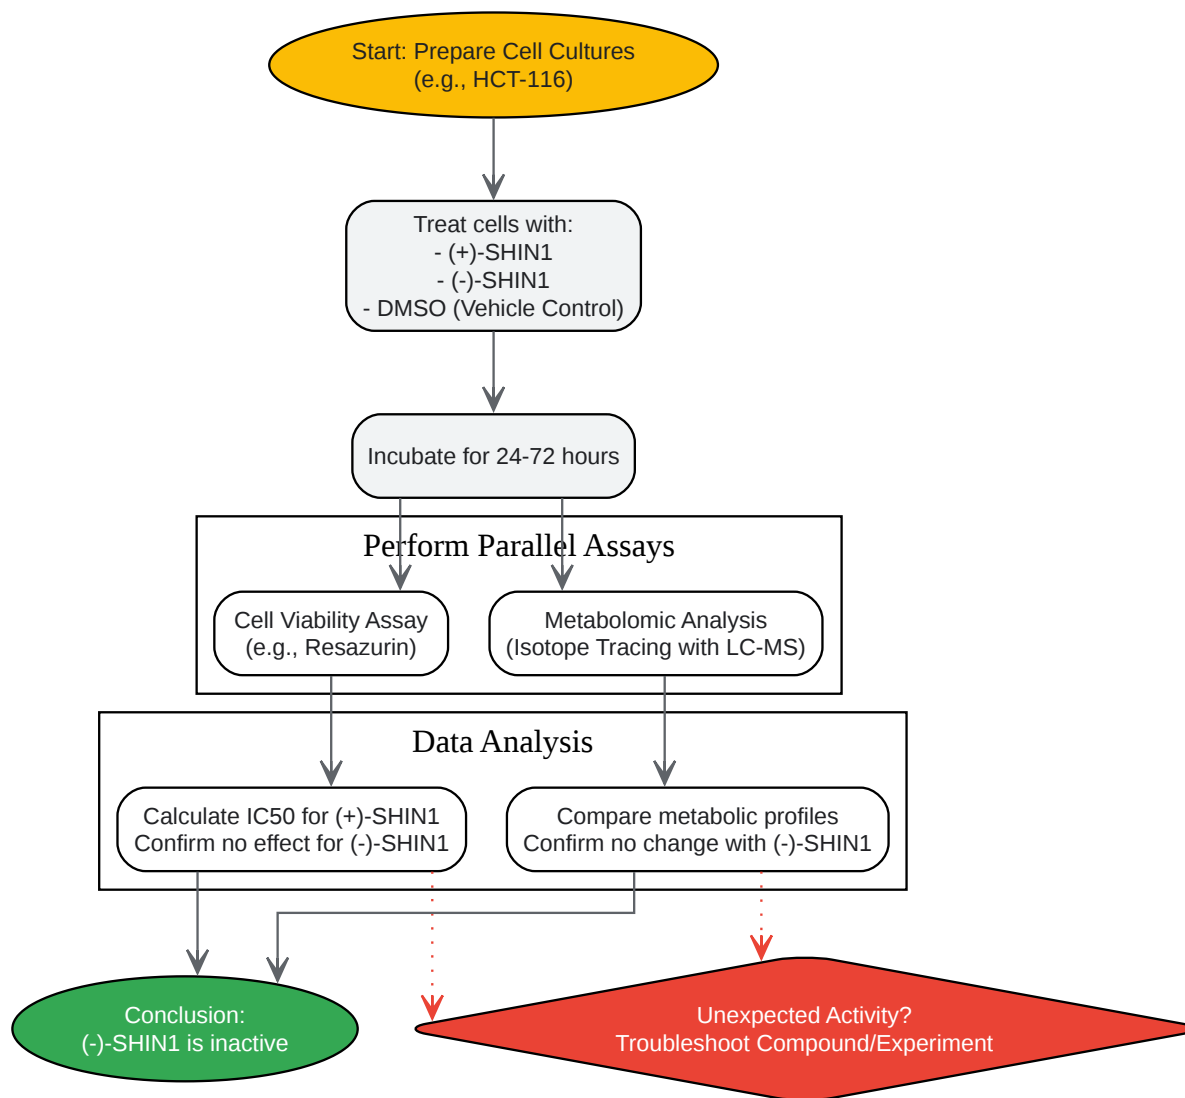 Start: Prepare Cell Cultures
(e.g., HCT-116)
Treat cells with:
- (+)-SHIN1
- (-)-SHIN1
- DMSO (Vehicle Control)
Incubate for 24-72 hours
Perform Parallel Assays
Cell Viability Assay
(e.g., Resazurin)
Metabolomic Analysis
(Isotope Tracing with LC-MS)
Data Analysis
Calculate IC50 for (+)-SHIN1
Confirm no effect for (-)-SHIN1
Compare metabolic profiles
Confirm no change with (-)-SHIN1
Conclusion:
(-)-SHIN1 is inactive
Unexpected Activity?
Troubleshoot Compound/Experiment